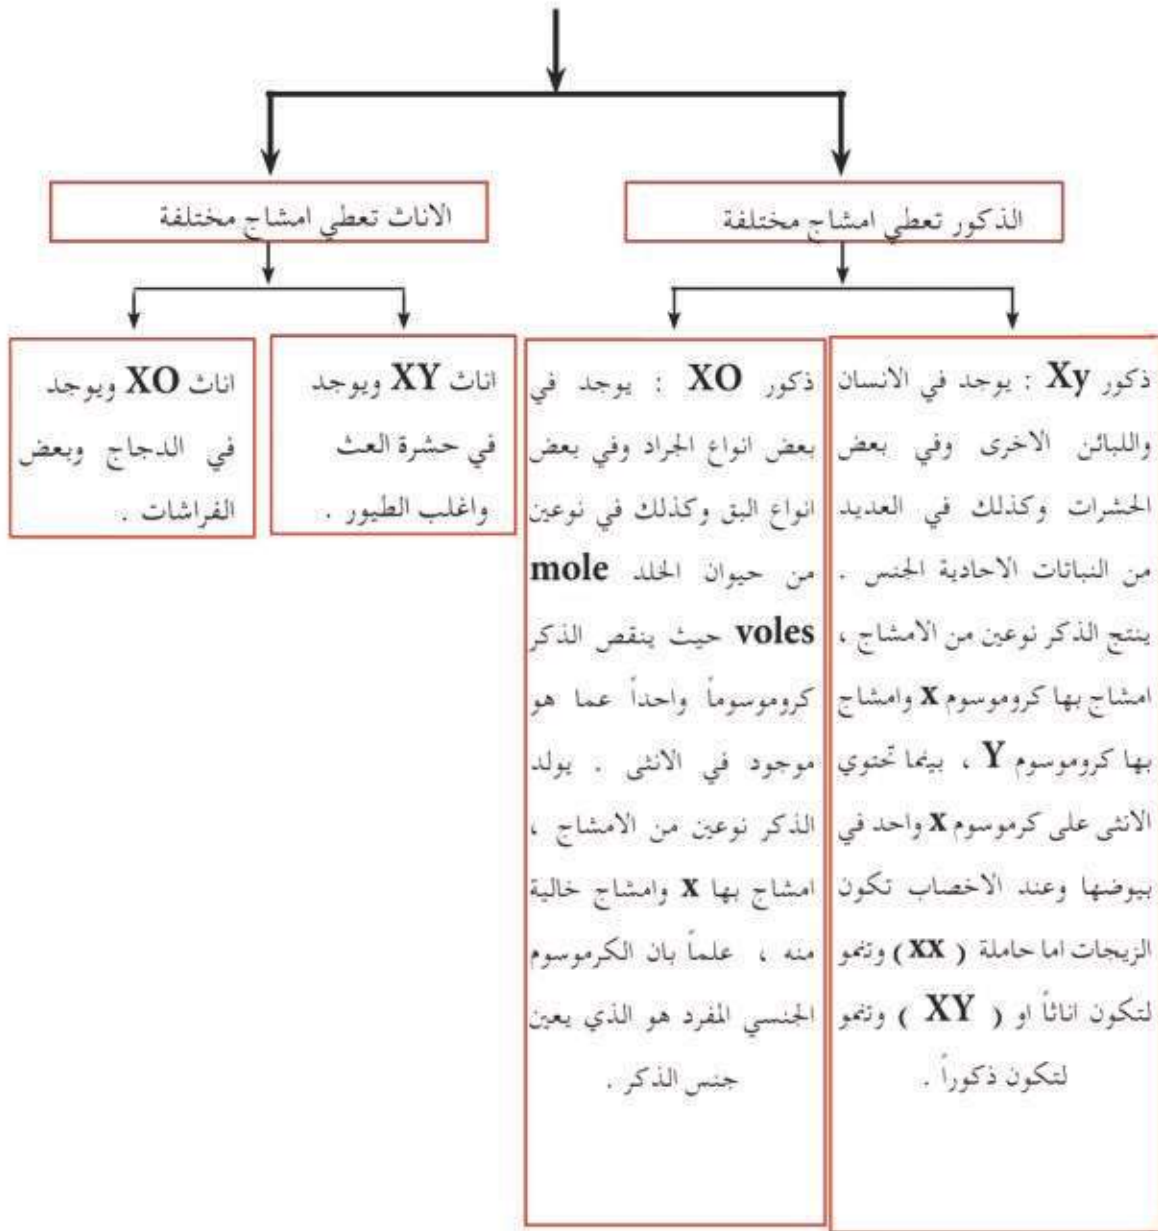 الذكور تعطي امشاج مختلفة
الاناث تعطي امشاج مختلفة
ذكور Xy : يوجد في الانسان
واللبائن الاخرى وفي بعض
الحشرات وكذلك في العديد
من النباتات الاحادية الجنس .
ينتج الذكر نوعين من الامشاج ،
امشاج بها كروموسوم x وامشاج
بها كروموسوم Y ، بينما تحتوي
الانثى على كرموسوم x واحد في
بيوضها وعند الاخصاب تكون
الزيجات اما حاملة ( XX ) وتنمو
لتكون اناثاً او ( XY ) وتنمو
لتكون ذكوراً .
ذكور XO : يوجد في
بعض انواع الجراد وفي بعض
انواع البق وكذلك في نوعين
من حيوان الخلد mole
voles حيث ينقص الذكر
كروموسوماً واحداً عما هو
موجود في الانثى . يولد
الذكر نوعين من الامشاج ،
امشاج بها x وامشاج خالية
منه ، علماً بان الكرموسوم
الجنسي المفرد هو الذي يعين
جنس الذكر .
اناث XY ويوجد
في حشرة العث
واغلب الطيور .
اناث XO ويوجد
في الدجاج وبعض
الفراشات .